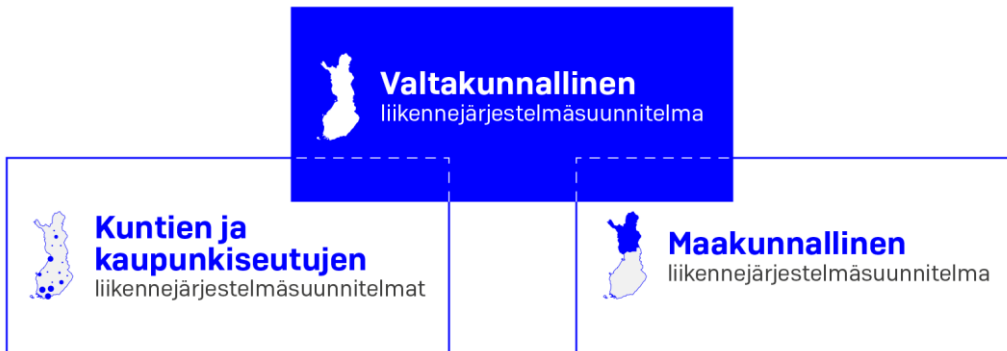 Valtakunnallinen
liikennejärjestelmäsuunnitelma
Kuntien ja
kaupunkiseutujen
liikennejärjestelmäsuunnitelmat
Maakunnallinen
liikennejärjestelmäsuunnitelma